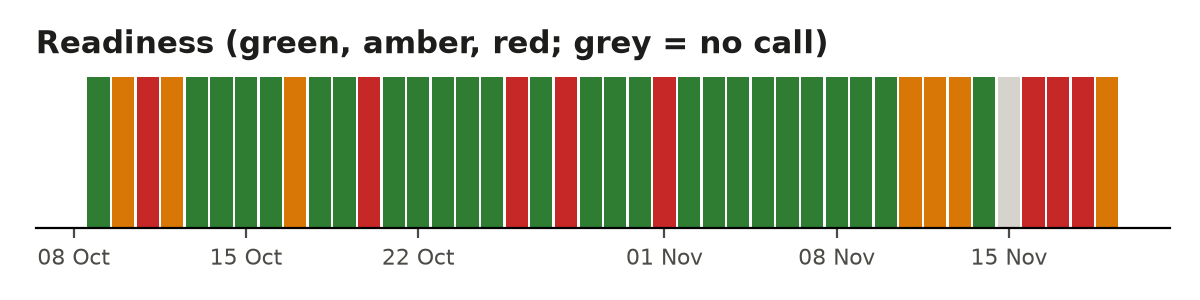 Readiness (green, amber, red; grey = no call)
08 Oct 15 Oct 22 Oct 01 Nov 08 Nov 15 Nov